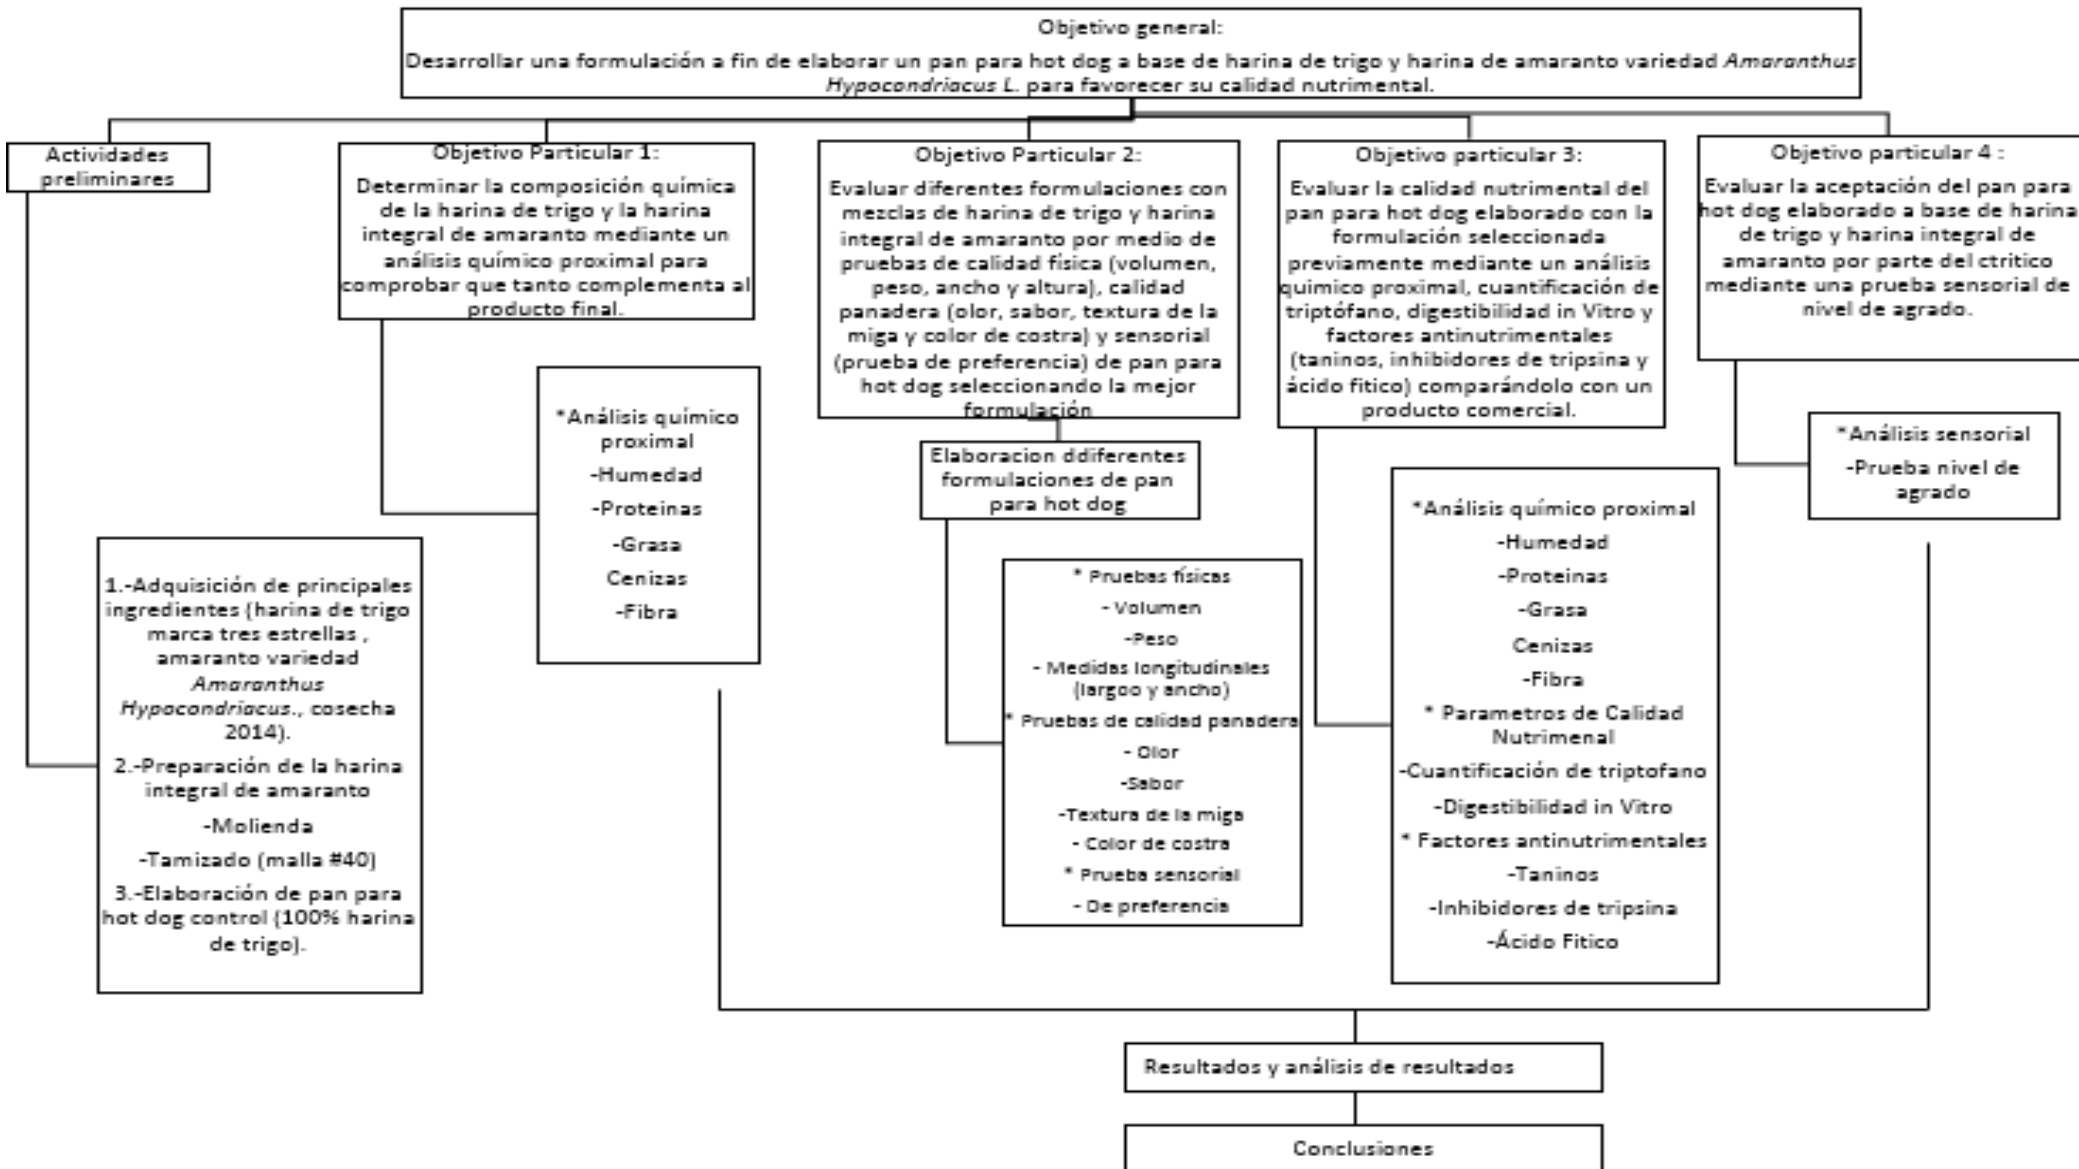 Objetivo general:
Desarrollar una formulación a fin de elaborar un pan para hot dog a base de harina de trigo y harina de amaranto variedad Amaranthus
Hypocondriacus L. para favorecer su calidad nutrimental.
Actividades
preliminares
1.-Adquisición de principales
ingredientes (harina de trigo
marca tres estrellas ,
amaranto variedad
Amaranthus
Hypocondriacus., cosecha
2014).
2.-Preparación de la harina
integral de amaranto
-Molienda
-Tamizado (malla #40)
3.-Elaboración de pan para
hot dog control (100% harina
de trigo).
Objetivo Particular 1:
Determinar la composición química
de la harina de trigo y la harina
integral de amaranto mediante un
análisis químico proximal para
comprobar que tanto complementa al
producto final.
*Análisis químico
proximal
-Humedad
-Proteinas
-Grasa
Cenizas
-Fibra
Objetivo Particular 2:
Evaluar diferentes formulaciones con
mezclas de harina de trigo y harina
integral de amaranto por medio de
pruebas de calidad física (volumen,
peso, ancho y altura), calidad
panadera (olor, sabor, textura de la
miga y color de costra) y sensorial
(prueba de preferencia) de pan para
hot dog seleccionando la mejor
formulación
Elaboracion ddiferentes
formulaciones de pan
para hot dog
* Pruebas físicas
- Volumen
-Peso
- Medidas longitudinales
(largoo y ancho)
* Pruebas de calidad panadera
- Olor
-Sabor
-Textura de la miga
- Color de costra
* Prueba sensorial
- De preferencia
Objetivo particular 3:
Evaluar la calidad nutrimental del
pan para hot dog elaborado con la
formulación seleccionada
previamente mediante un análisis
quimico proximal, cuantificación de
triptófano, digestibilidad in Vitro y
factores antinutrimentales
(taninos, inhibidores de tripsina y
ácido fitico) comparándolo con un
producto comercial.
*Análisis químico proximal
-Humedad
-Proteinas
-Grasa
Cenizas
-Fibra
* Parametros de Calidad
Nutrimenal
-Cuantificación de triptofano
-Digestibilidad in Vitro
* Factores antinutrimentales
-Taninos
-Inhibidores de tripsina
-Ácido Fitico
Objetivo particular 4 :
Evaluar la aceptación del pan para
hot dog elaborado a base de harina
de trigo y harina integral de
amaranto por parte del ctritico
mediante una prueba sensorial de
nivel de agrado.
*Análisis sensorial
-Prueba nivel de
agrado
Resultados y análisis de resultados
Conclusiones